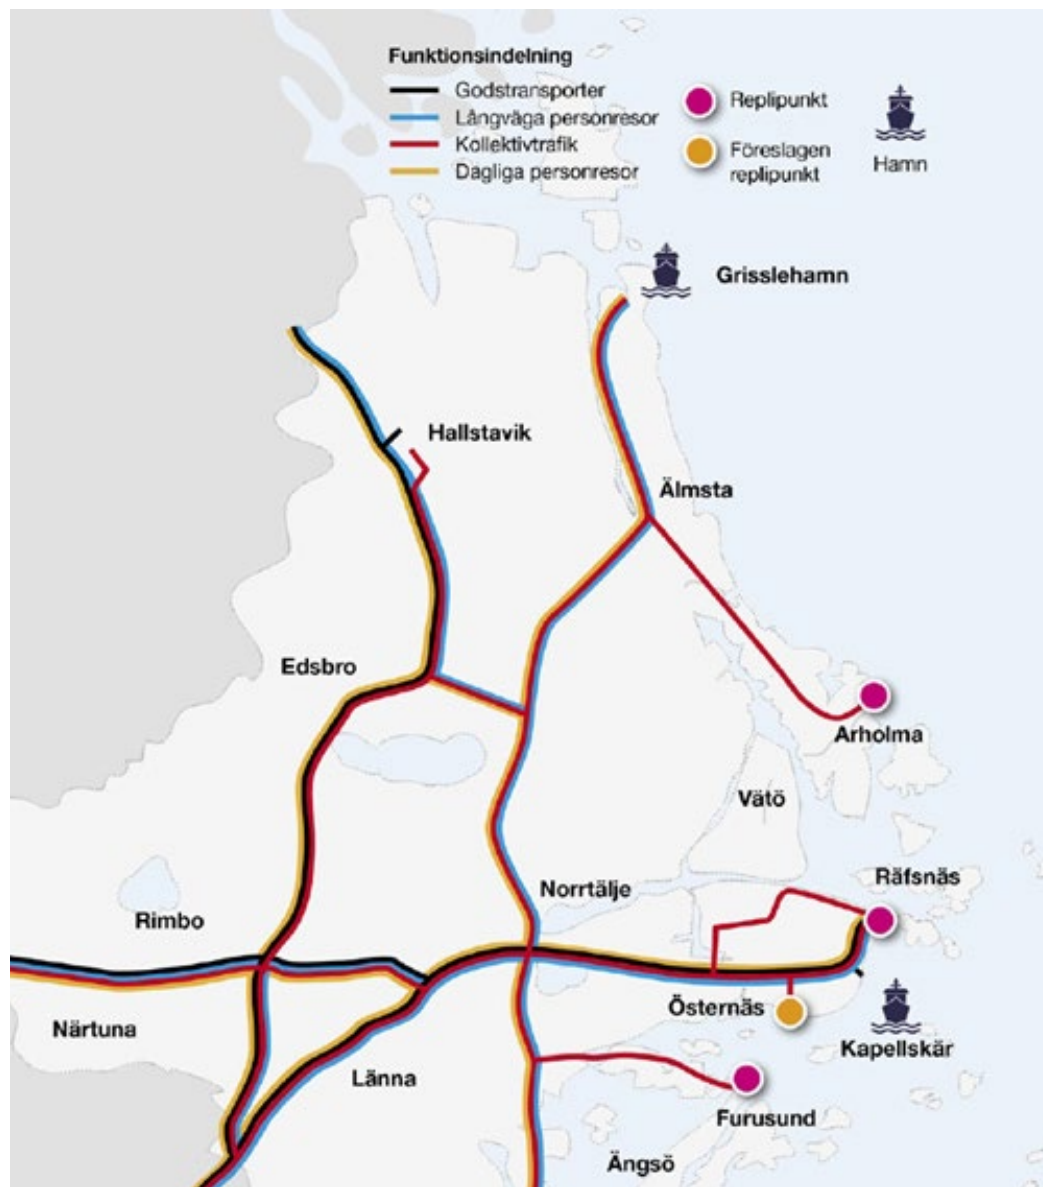 Funktionsindelning
Godstransporter
Långväga personresor
Kollektivtrafik
Dagliga personresor
Replipunkt
Föreslagen
replipunkt
Hamn
Grisslehamn
Hallstavik
Älmsta
Edsbro
Arholma
Vätö
Räfsnäs
Norrtälje
Rimbo
Östernäs
Närtuna
Kapellskär
Länna
Furusund
Ängsö